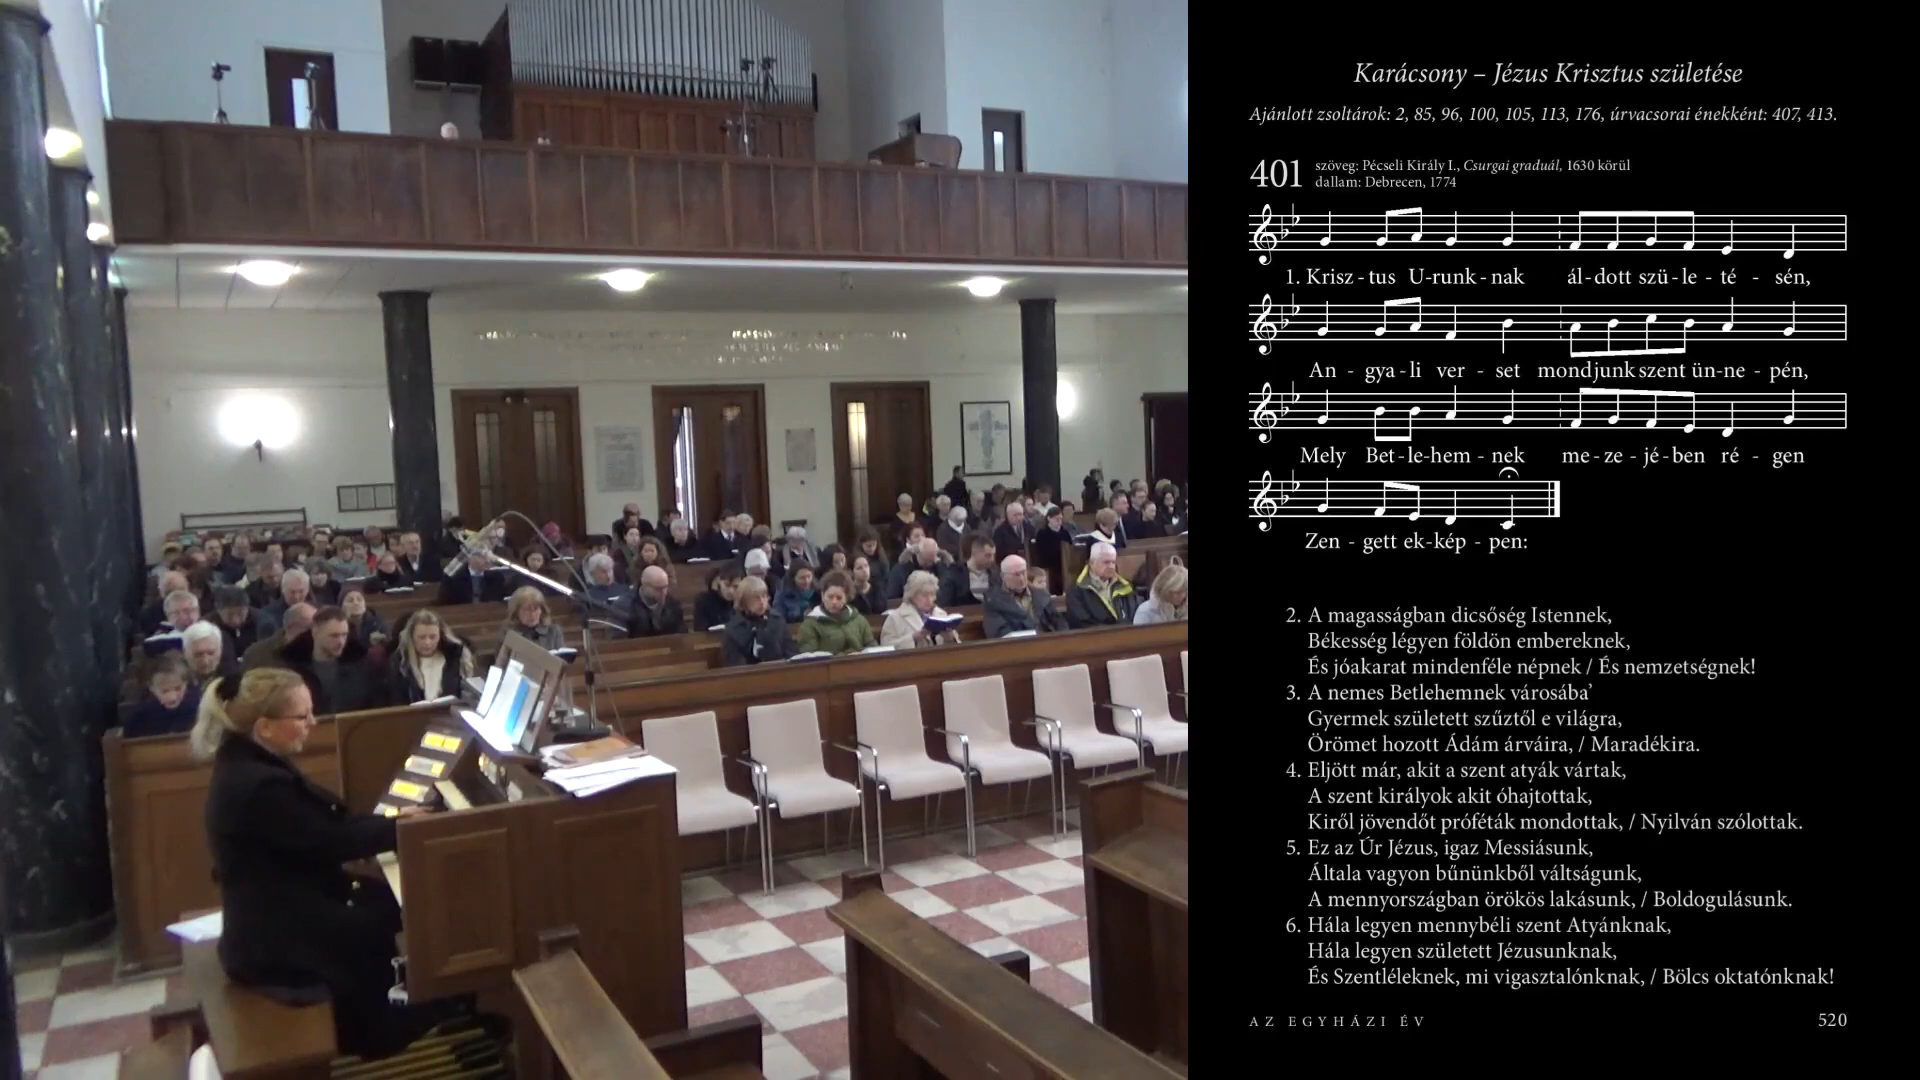 Karácsony – Jézus Krisztus születése
Ajánlott zsoltárok: 2, 85, 96, 100, 105, 113, 176, úrvacsorai énekként: 407, 413.
401 szöveg: Pécseli Király I., Csurgai graduál, 1630 körül
dallam: Debrecen, 1774
1. Krisz - tus U-runk - nak ál-dott szü-le - té - sén,
An - gya-li ver - set mondjunk szent ün-ne - pén,
Mely Bet-le-hem - nek me-ze - jé-ben ré - gen
Zen - gett ek-kép - pen:
2. A magasságban dicsőség Istennek,
Békesség légyen földön embereknek,
És jóakarat mindenféle népnek / És nemzetségnek!
3. A nemes Betlehemnek városába’
Gyermek született szűztől e világra,
Örömet hozott Ádám árváira, / Maradékira.
4. Eljött már, akit a szent atyák vártak,
A szent királyok akit óhajtottak,
Kiről jövendőt próféták mondottak, / Nyilván szólottak.
5. Ez az Úr Jézus, igaz Messiásunk,
Általa vagyon bűnünkből váltságunk,
A mennyországban örökös lakásunk, / Boldogulásunk.
6. Hála legyen mennybéli szent Atyánknak,
Hála legyen született Jézusunknak,
És Szentléleknek, mi vigasztalónknak, / Bölcs oktatónknak!
AZ EGYHÁZI ÉV 520